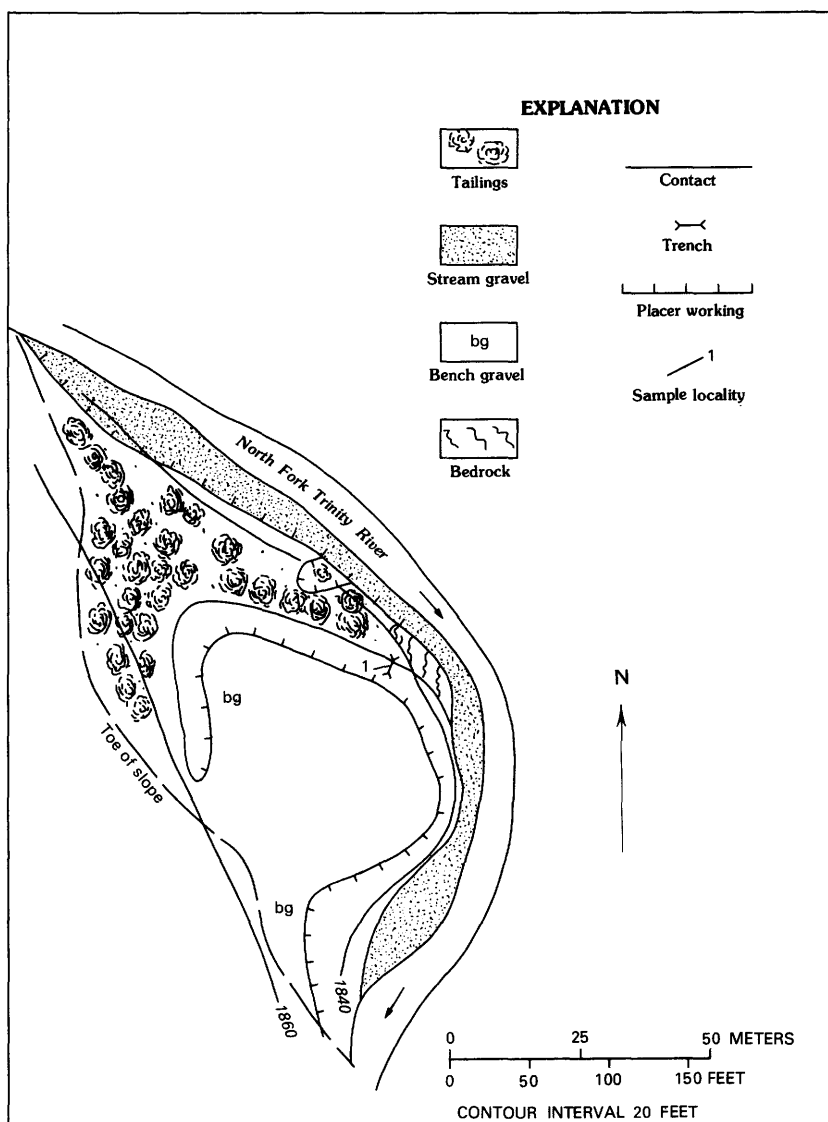 EXPLANATION
Tailings
Contact
Stream gravel
Trench
bg
Bench gravel
Placer working
1
Sample locality
Bedrock
North Fork Trinity River
1
bg
N
Toe of slope
bg
1840
1860
0 25 50 METERS
0 50 100 150 FEET
CONTOUR INTERVAL 20 FEET